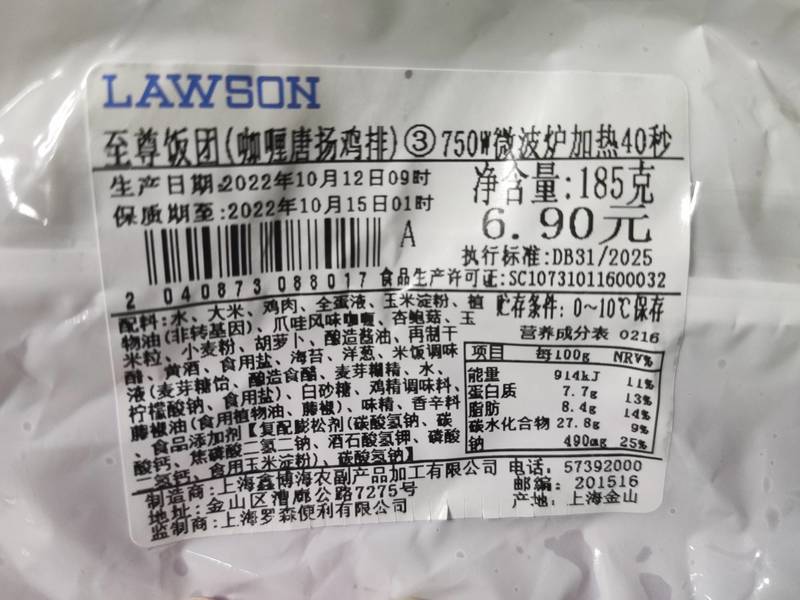 LAWSON
至尊饭团(咖喱唐扬鸡排)③750W微波炉加热40秒
生产日期:2022年10月12日09时
保质期至:2022年10月15日01时
净含量:185克
6.90元
A
执行标准:DB31/2025
2 040873 088017
食品生产许可证:SC10731011600032
贮存条件: 0~10℃保存
配料:水、大米、鸡肉、全蛋液、玉米淀粉、植
物油(非转基因)、爪哇风味咖喱、杏鲍菇、玉
米粒、小麦粉、胡萝卜、酿造酱油、再制干
酪、黄酒、食用盐、海苔、洋葱、米饭调味
液(麦芽糖饴、酿造食醋、麦芽糊精、水、
柠檬酸钠、食用盐)、白砂糖、鸡精调味料、
藤椒油(食用植物油、藤椒)、味精、香辛料
、食品添加剂【复配膨松剂(碳酸氢钠、碳
酸钙、焦磷酸二氢二钠、酒石酸氢钾、磷酸
二氢钙、食用玉米淀粉)、碳酸氢钠】
营养成分表 0216
项目 每100g NRV%
能量 914kJ 11%
蛋白质 7.7g 13%
脂肪 8.4g 14%
碳水化合物 27.8g 9%
钠 490mg 25%
制造商:上海鑫博海农副产品加工有限公司 电话: 57392000
地址:金山区漕廊公路7275号 邮编: 201516
监制商:上海罗森便利有限公司 产地: 上海金山